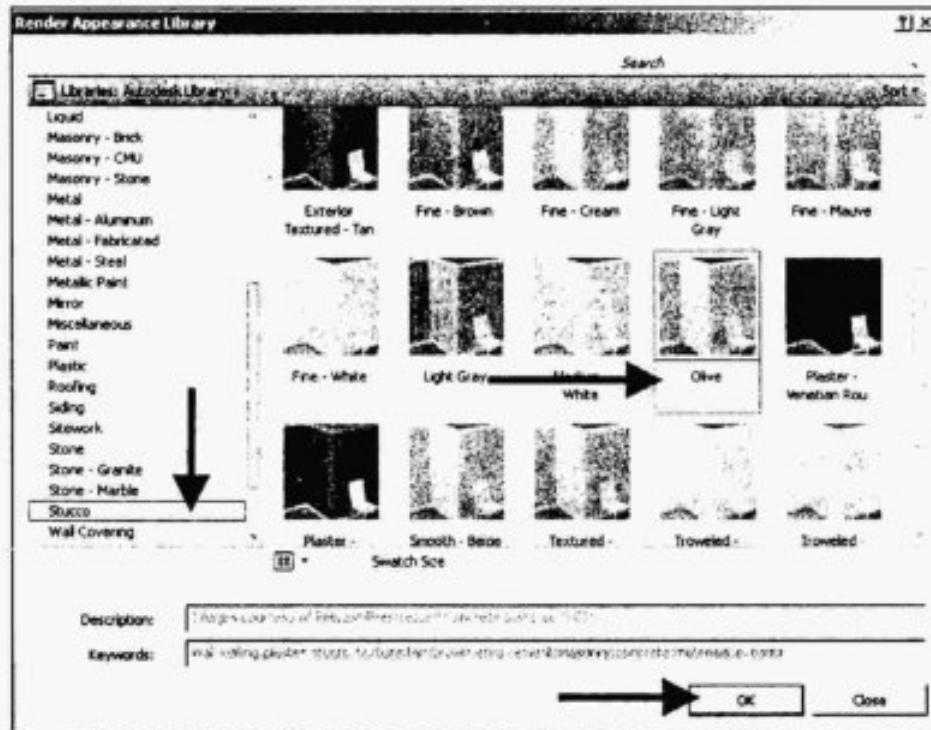 Render Appearance Library
Search
Libraries: Autodesk Library
Sort
Liquid
Masonry - Brick
Masonry - CMU
Masonry - Stone
Metal
Metal - Aluminum
Metal - Fabricated
Metal - Steel
Metallic Paint
Mirror
Miscellaneous
Paint
Plastic
Roofing
Siding
Sitework
Stone
Stone - Granite
Stone - Marble
Stucco
Wall Covering
Exterior
Textured - Tan
Fine - Brown
Fine - Cream
Fine - Light
Gray
Fine - Mauve
Fine - White
Light Gray
White
Olive
Plaster -
Venetian Rou
Plaster -
Smooth - Beige
Textured -
Troweled -
Troweled -
Swatch Size
Description:
Images courtesy of
Keywords:
OK
Close